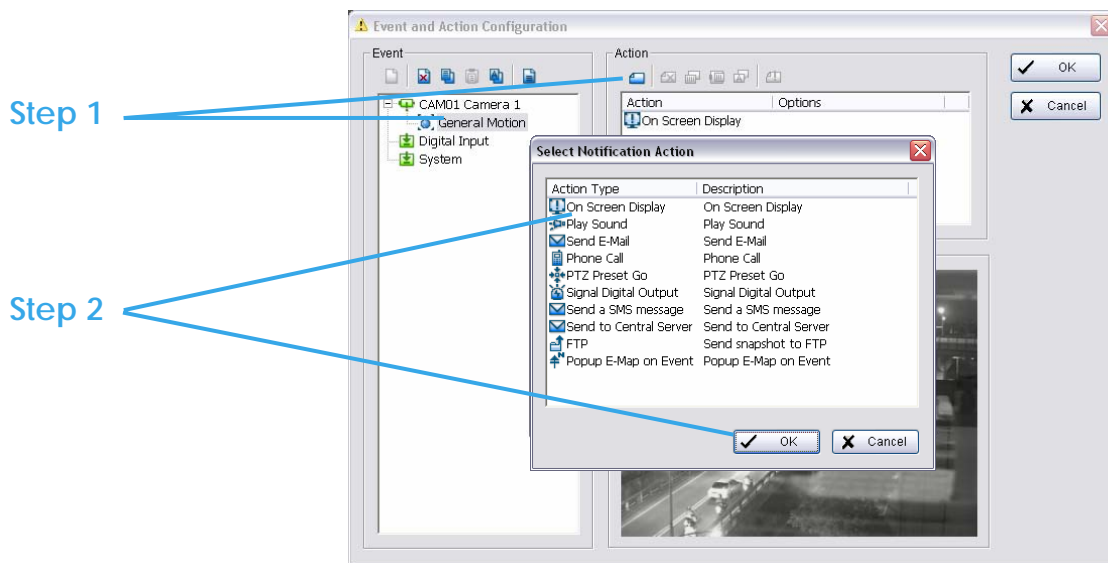 Event and Action Configuration
Event
Action
OK
Cancel
Step 1
CAM01 Camera 1
General Motion
Digital Input
System
Action Options
On Screen Display
Select Notification Action
Action Type Description
On Screen Display On Screen Display
Play Sound Play Sound
Send E-Mail Send E-Mail
Phone Call Phone Call
PTZ Preset Go PTZ Preset Go
Signal Digital Output Signal Digital Output
Send a SMS message Send a SMS message
Send to Central Server Send to Central Server
FTP Send snapshot to FTP
Popup E-Map on Event Popup E-Map on Event
Step 2
OK Cancel